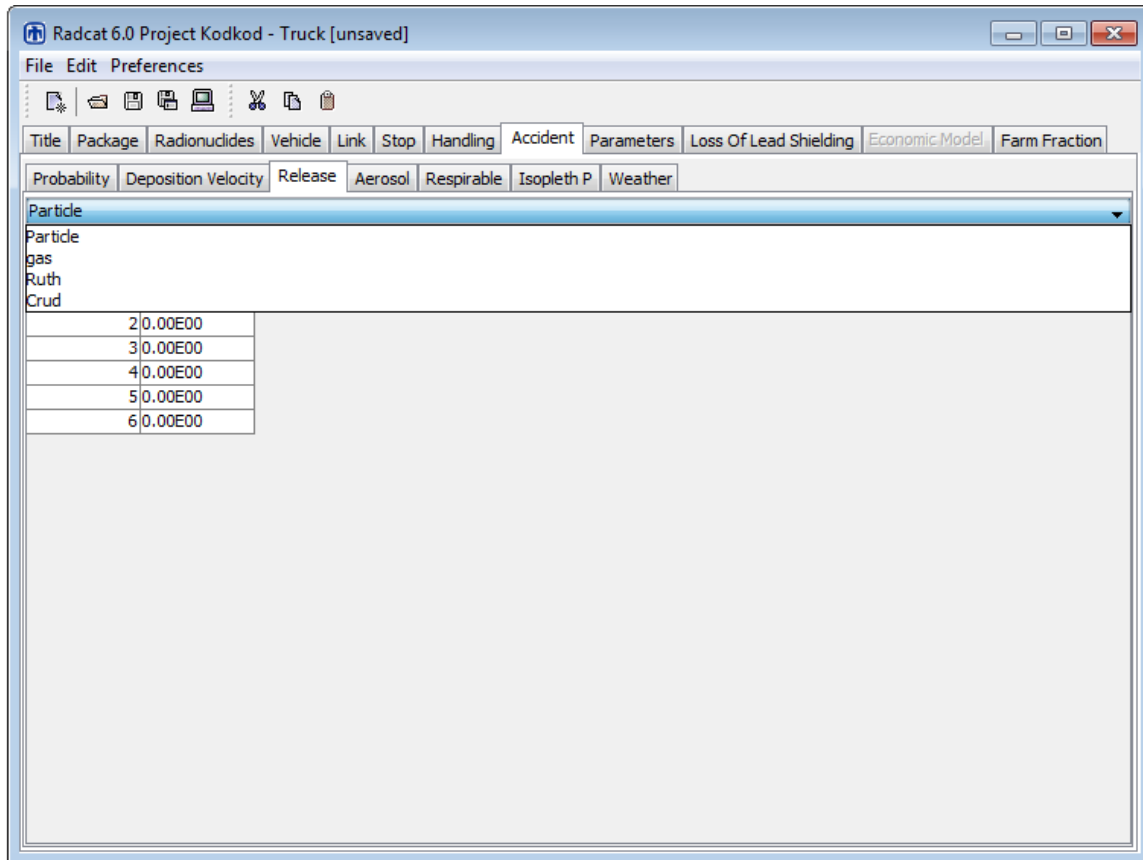 Radcat 6.0 Project Kodkod - Truck [unsaved]
File Edit Preferences
Title Package Radionuclides Vehicle Link Stop Handling Accident Parameters Loss Of Lead Shielding Economic Model Farm Fraction
Probability Deposition Velocity Release Aerosol Respirable Isopleth P Weather
Particle
Particle
gas
Ruth
Crud
2 0.00E00
3 0.00E00
4 0.00E00
5 0.00E00
6 0.00E00